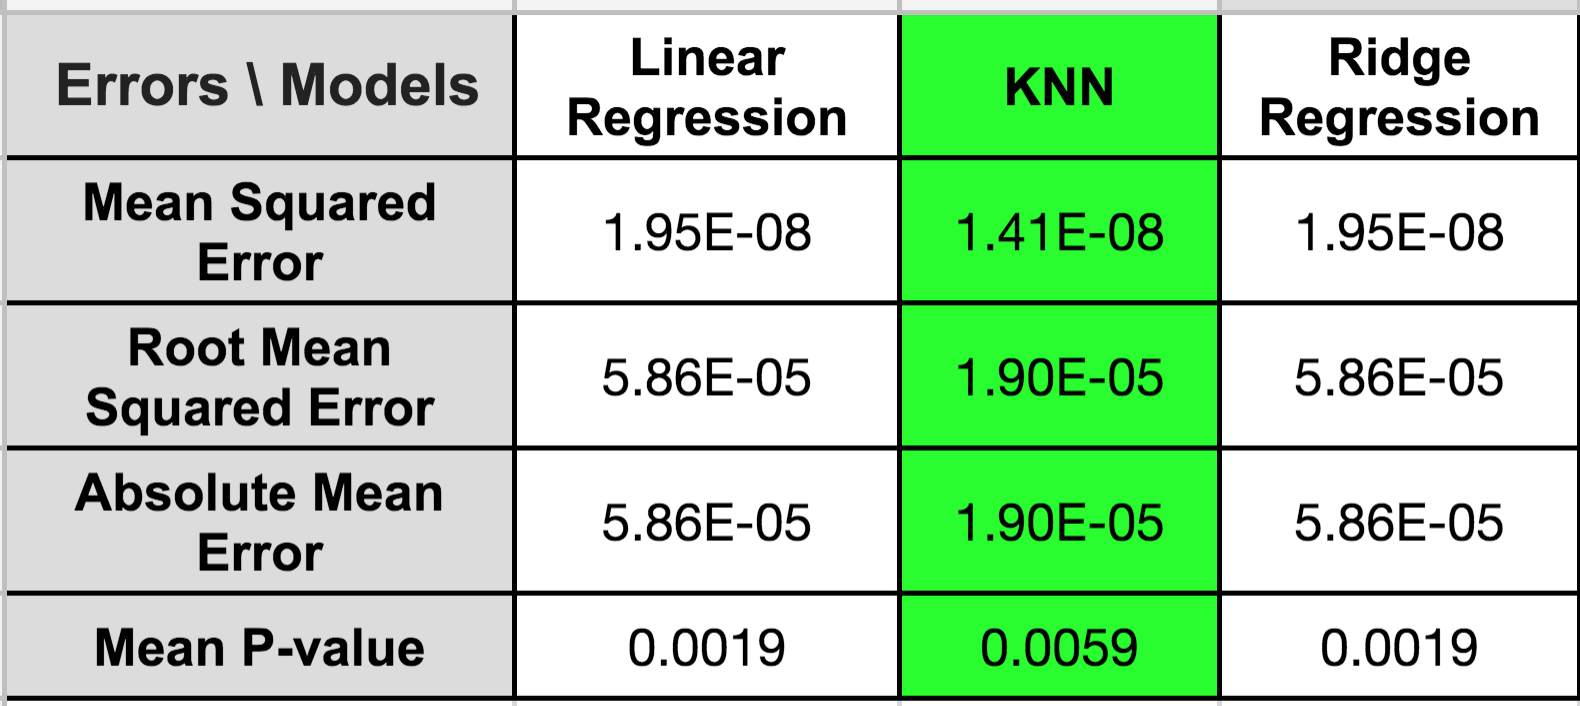 Errors \ Models
Linear
Regression
KNN
Ridge
Regression
Mean Squared
Error
1.95E-08
1.41E-08
1.95E-08
Root Mean
Squared Error
5.86E-05
1.90E-05
5.86E-05
Absolute Mean
Error
5.86E-05
1.90E-05
5.86E-05
Mean P-value
0.0019
0.0059
0.0019